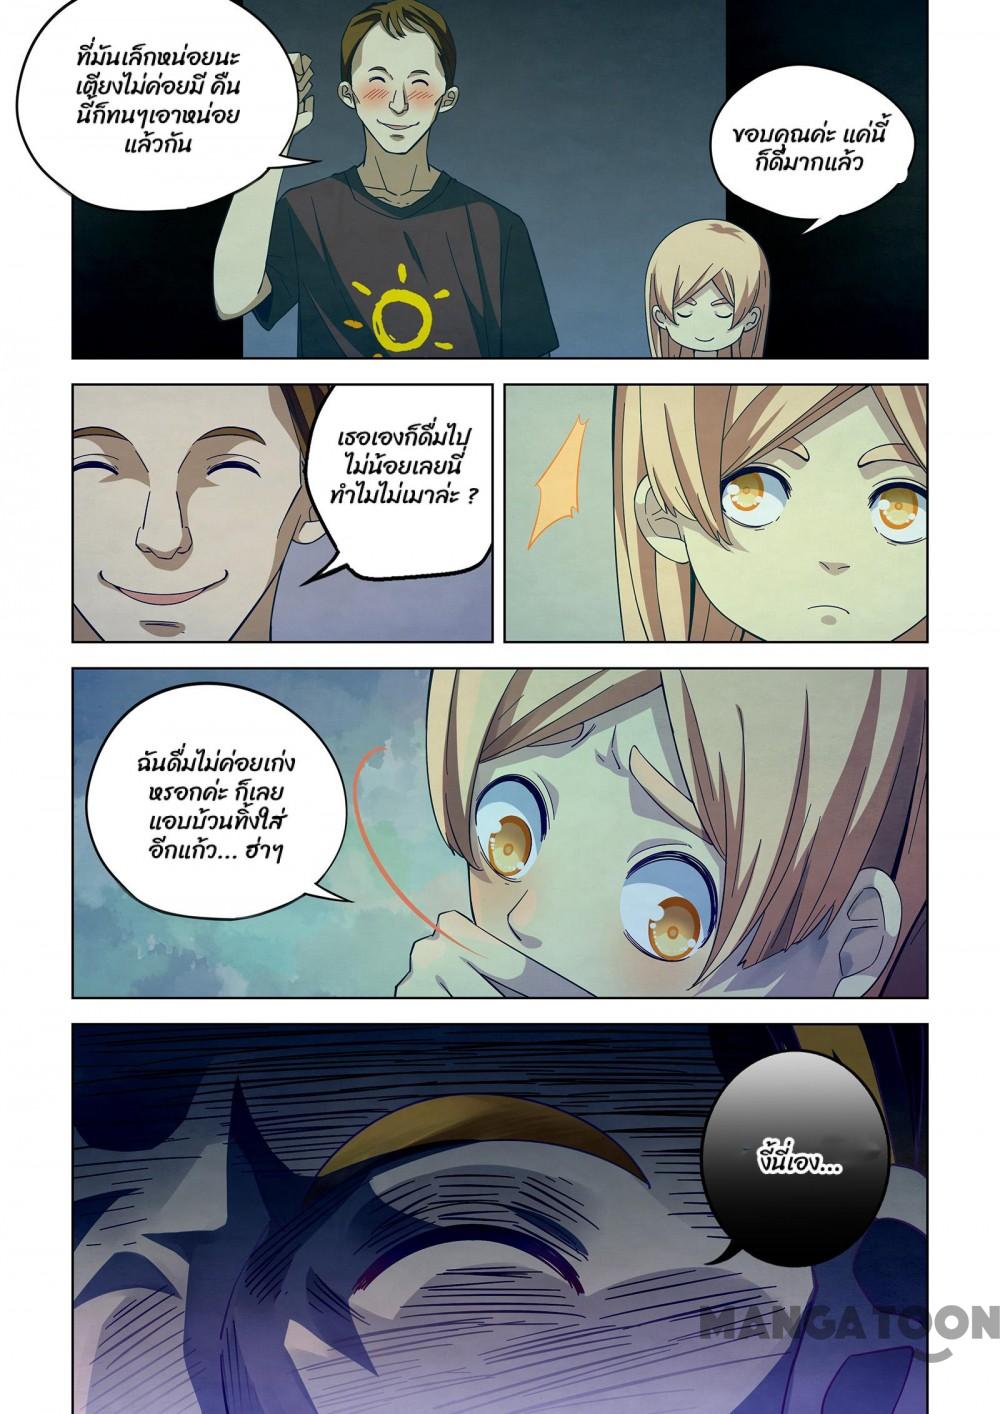 ที่มันเล็กหน่อยนะ
เตียงไม่ค่อยมี คืน
นี้ก็ทนๆเอาหน่อย
แล้วกัน
ขอบคุณค่ะ แค่นี้
ก็ดีมากแล้ว
เธอเองก็ดื่มไป
ไม่น้อยเลยนี่
ทำไมไม่เมาล่ะ ?
ฉันดื่มไม่ค่อยเก่ง
หรอกค่ะ ก็เลย
แอบบ้วนทิ้งใส่
อีกแก้ว... ฮ่าๆ
งี้นี่เอง...
MANGATOON